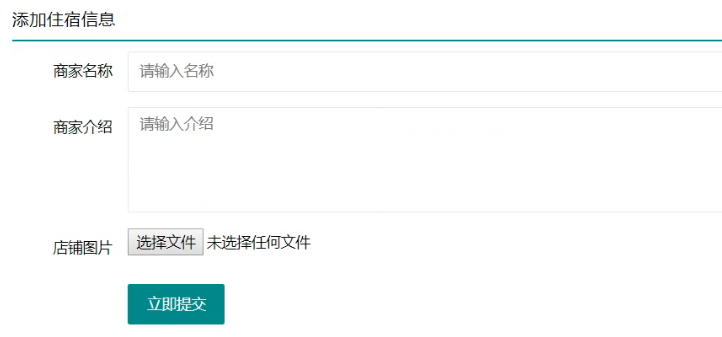 添加住宿信息
商家名称 请输入名称
商家介绍 请输入介绍
店铺图片 选择文件 未选择任何文件
立即提交